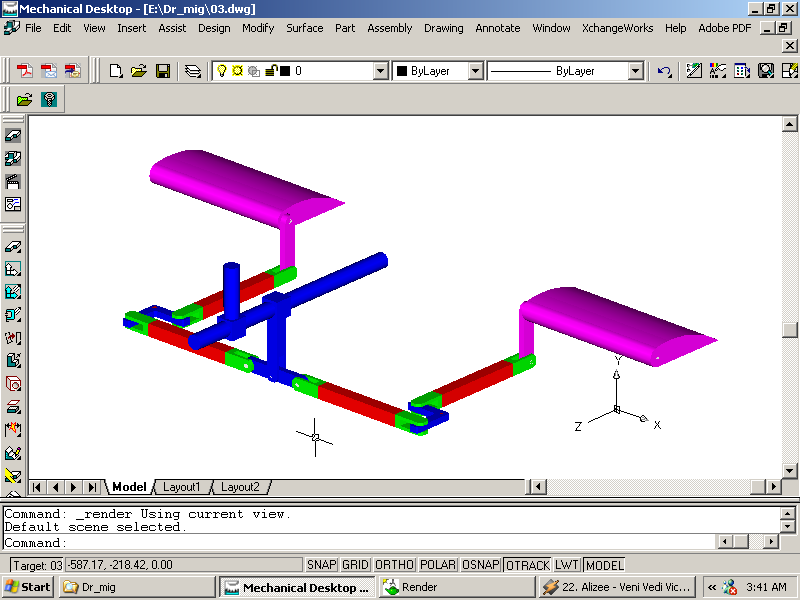 Mechanical Desktop - [E:\Dr_mig\03.dwg]
File Edit View Insert Assist Design Modify Surface Part Assembly Drawing Annotate Window XchangeWorks Help Adobe PDF
0 ByLayer ByLayer
Y
Z X
Model Layout1 Layout2
Command: _render Using current view.
Default scene selected.
Command:
Target: 03 -587.17, -218.42, 0.00 SNAP GRID ORTHO POLAR OSNAP OTRACK LWT MODEL
Start Dr_mig Mechanical Desktop ... Render 22. Alizee - Veni Vedi Vic... « 3:41 AM